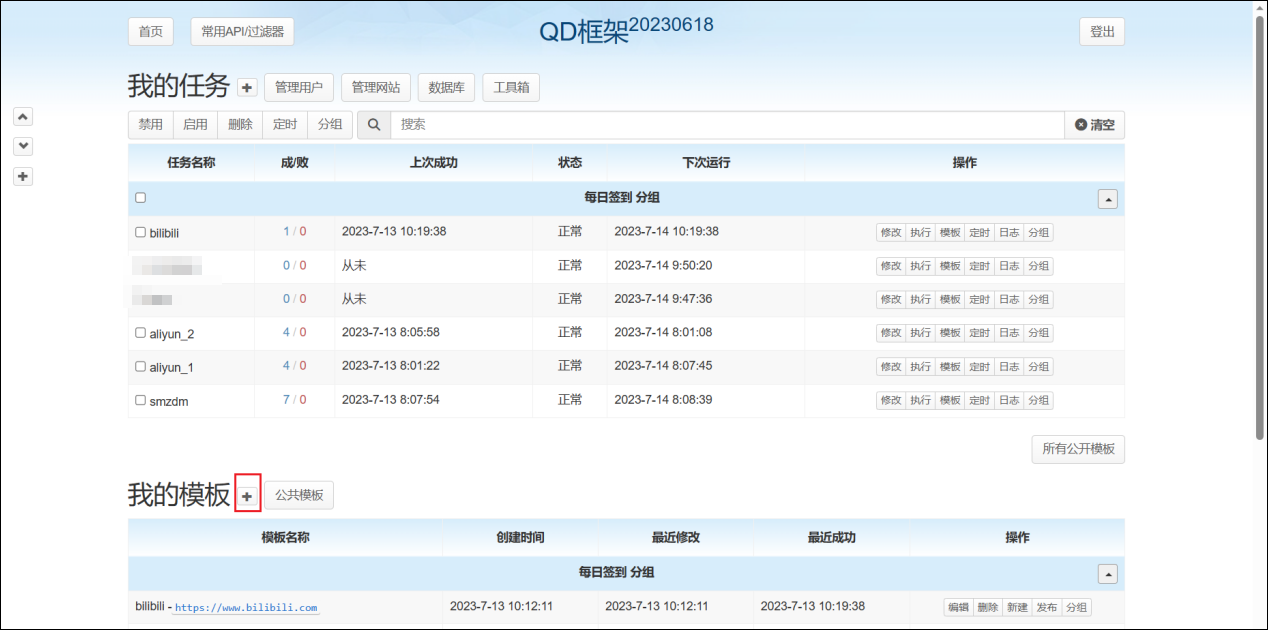 首页 常用API/过滤器 QD框架20230618 登出
我的任务 管理用户 管理网站 数据库 工具箱
禁用 启用 删除 定时 分组 搜索 清空
任务名称 成/败 上次成功 状态 下次运行 操作
每日签到 分组
bilibili 1 / 0 2023-7-13 10:19:38 正常 2023-7-14 10:19:38 修改 执行 模板 定时 日志 分组
0 / 0 从未 正常 2023-7-14 9:50:20 修改 执行 模板 定时 日志 分组
0 / 0 从未 正常 2023-7-14 9:47:36 修改 执行 模板 定时 日志 分组
aliyun_2 4 / 0 2023-7-13 8:05:58 正常 2023-7-14 8:01:08 修改 执行 模板 定时 日志 分组
aliyun_1 4 / 0 2023-7-13 8:01:22 正常 2023-7-14 8:07:45 修改 执行 模板 定时 日志 分组
smzdm 7 / 0 2023-7-13 8:07:54 正常 2023-7-14 8:08:39 修改 执行 模板 定时 日志 分组
所有公开模板
我的模板 公共模板
模板名称 创建时间 最近修改 最近成功 操作
每日签到 分组
bilibili - https://www.bilibili.com 2023-7-13 10:12:11 2023-7-13 10:12:11 2023-7-13 10:19:38 编辑 删除 新建 发布 分组